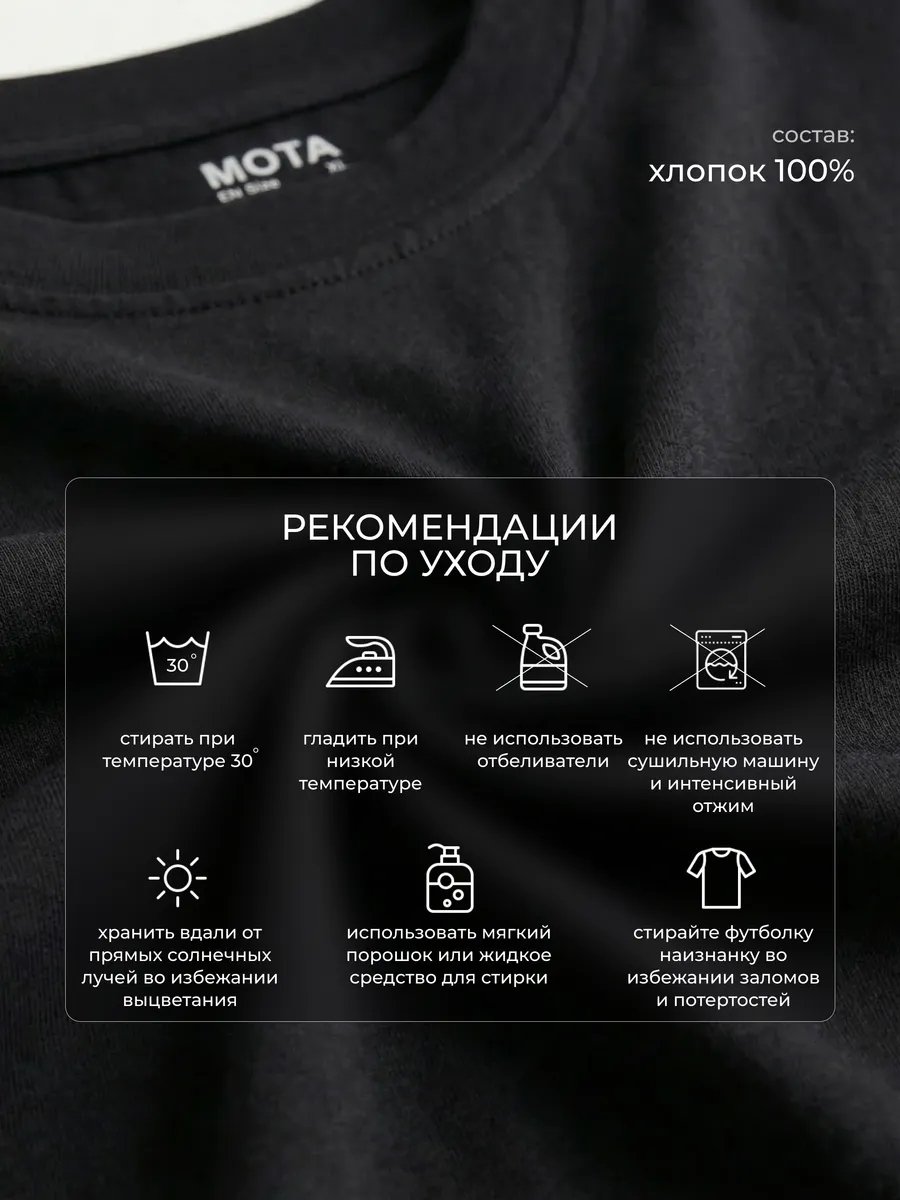 MOTA
EN Size
XL
состав:
хлопок 100%
РЕКОМЕНДАЦИИ
ПО УХОДУ
30°
стирать при
температуре 30°
гладить при
низкой
температуре
не использовать
отбеливатели
не использовать
сушильную машину
и интенсивный
отжим
хранить вдали от
прямых солнечных
лучей во избежании
выцветания
использовать мягкий
порошок или жидкое
средство для стирки
стирайте футболку
наизнанку во
избежании заломов
и потертостей